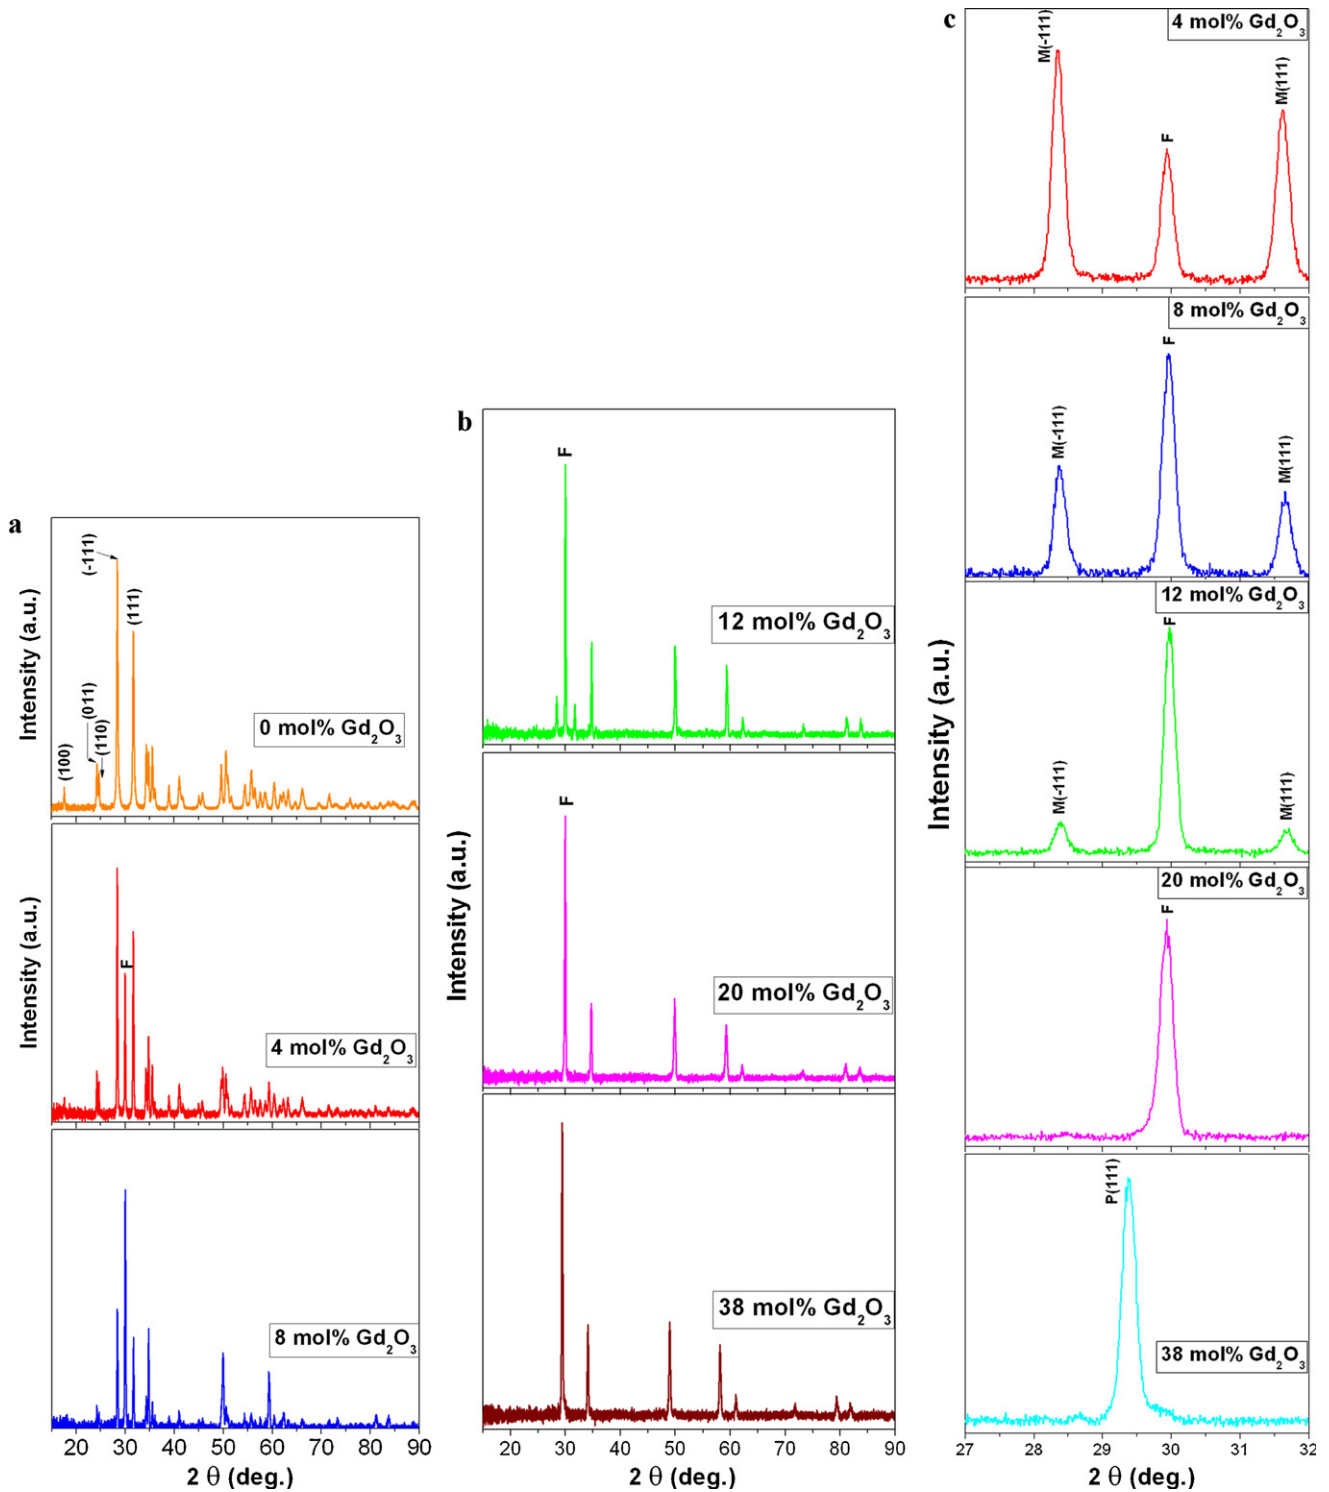 a
Intensity (a.u.)
(100)
(011)
(110)
(-111)
(111)
0 mol% Gd₂O₃
Intensity (a.u.)
F
4 mol% Gd₂O₃
8 mol% Gd₂O₃
20 30 40 50 60 70 80 90
2 θ (deg.)
b
Intensity (a.u.)
F
12 mol% Gd₂O₃
F
20 mol% Gd₂O₃
38 mol% Gd₂O₃
20 30 40 50 60 70 80 90
2 θ (deg.)
c
Intensity (a.u.)
4 mol% Gd₂O₃
M(-111)
F
M(111)
8 mol% Gd₂O₃
M(-111)
F
M(111)
12 mol% Gd₂O₃
M(-111)
F
M(111)
20 mol% Gd₂O₃
F
P(111)
38 mol% Gd₂O₃
27 28 29 30 31 32
2 θ (deg.)